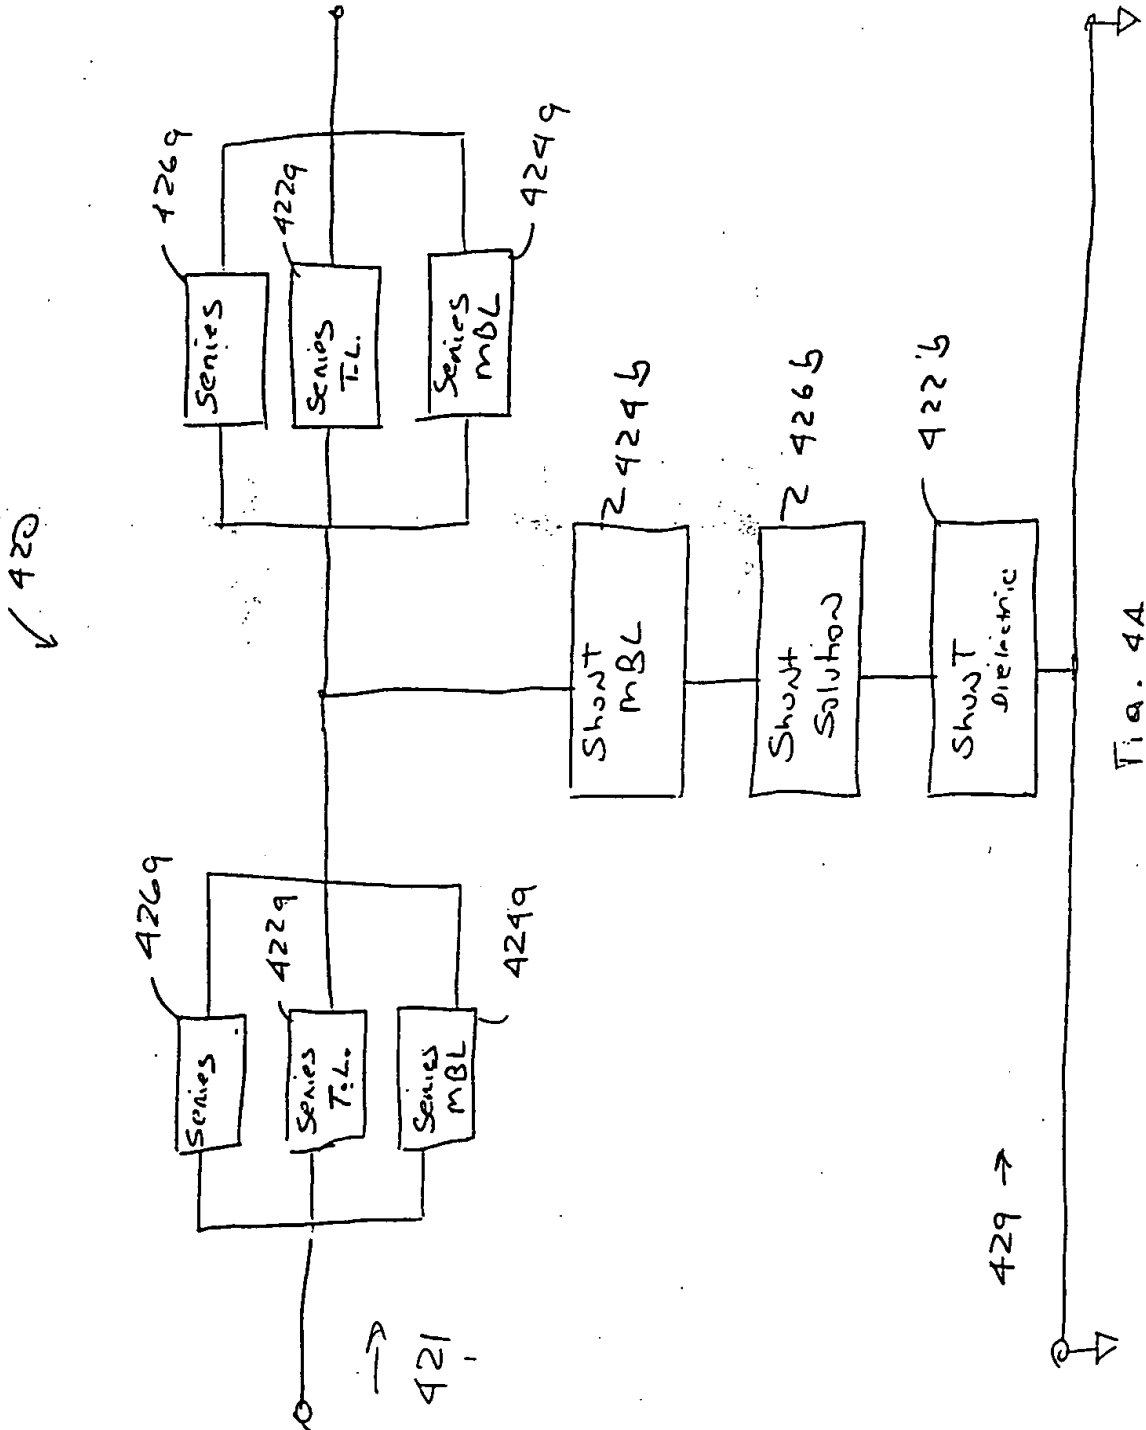 420
426a
Series
422a
Series
T.L.
424a
Series
MBL
426a
Series
422a
Series
T.L.
424a
Series
MBL
421
Shunt
MBL
424b
Shunt
Solution
426b
Shunt
Dielectric
422b
429
Fig. 4A